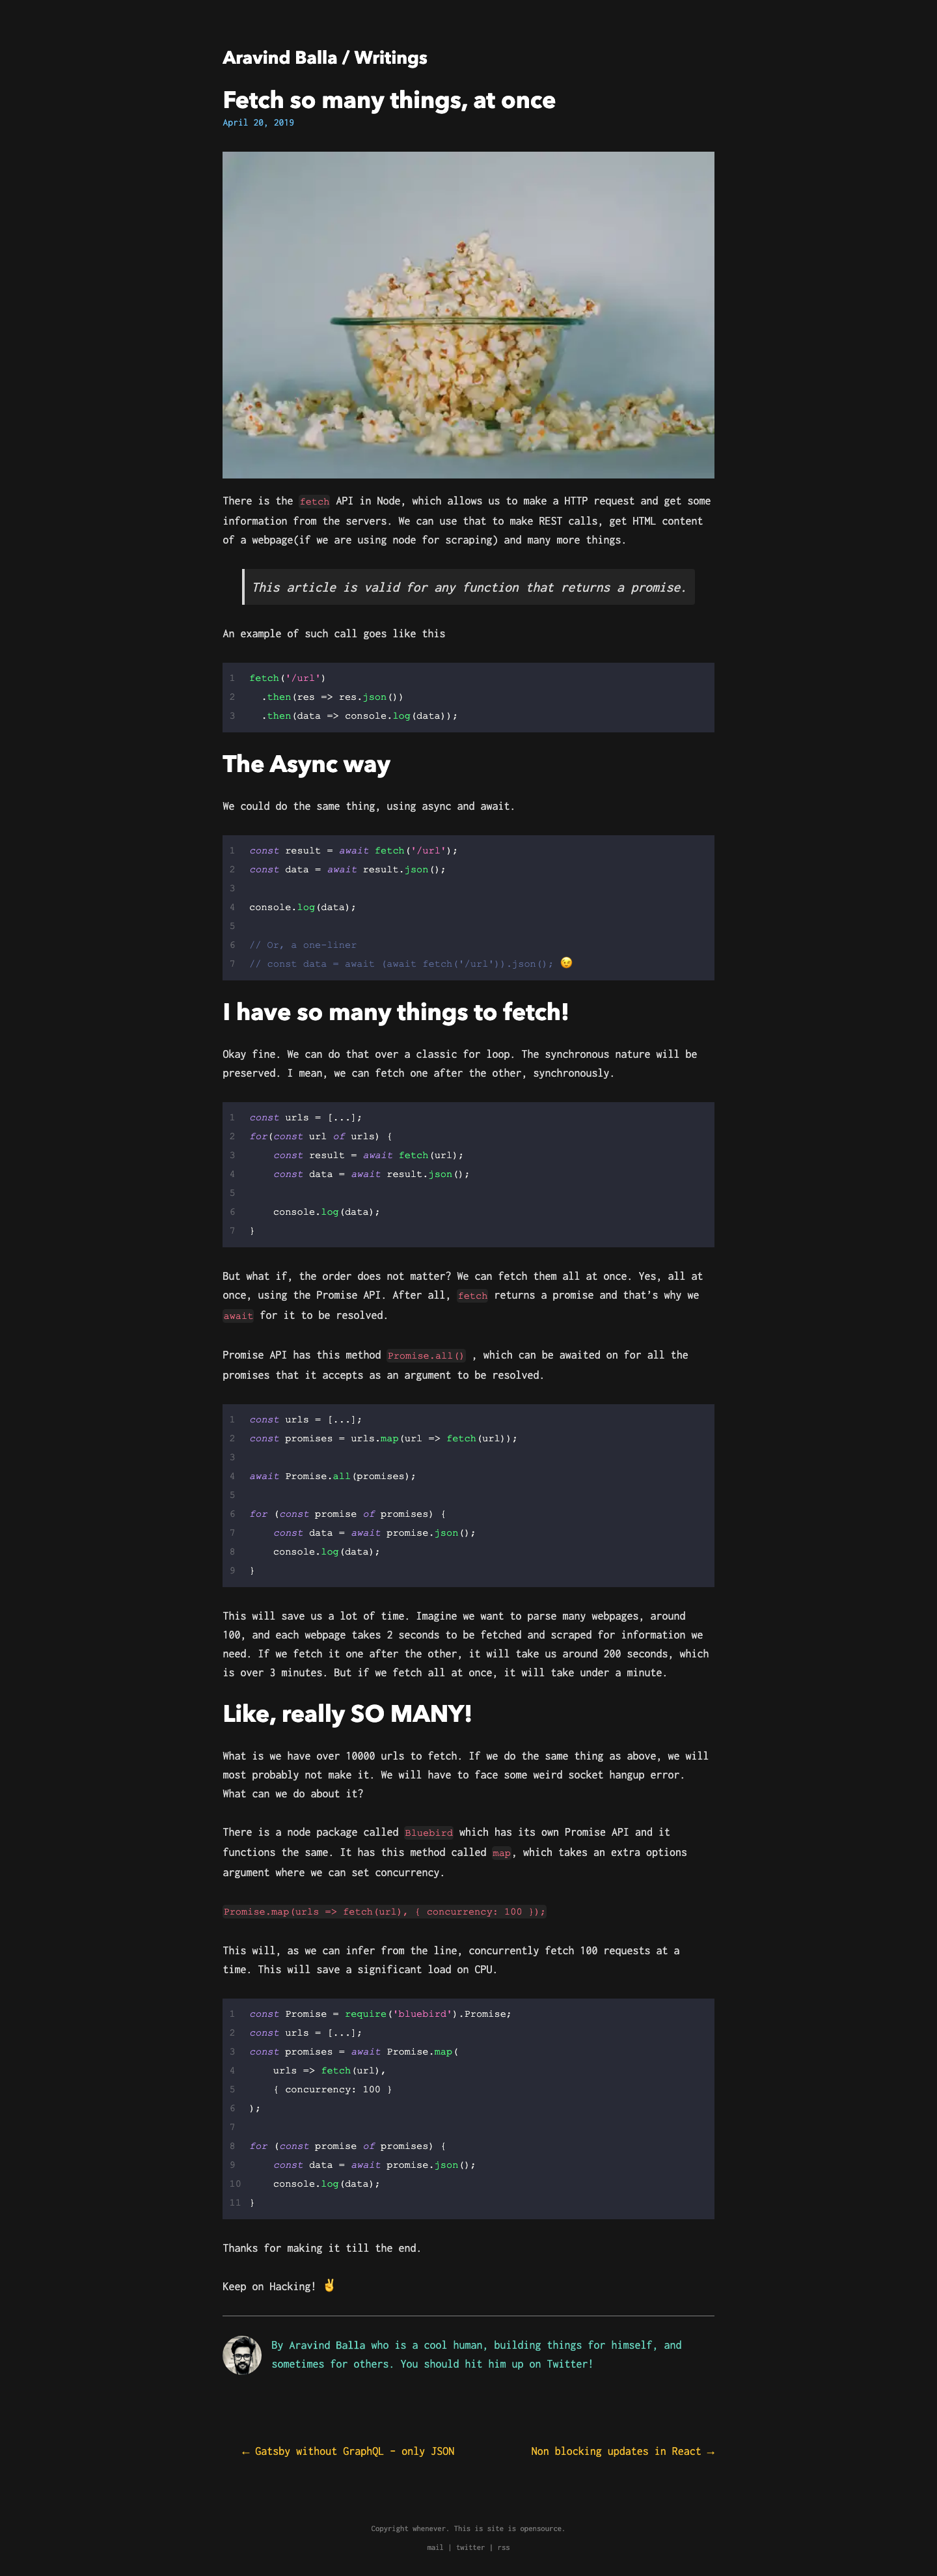 Aravind Balla / Writings
Fetch so many things, at once
April 20, 2019
There is the fetch API in Node, which allows us to make a HTTP request and get some
information from the servers. We can use that to make REST calls, get HTML content
of a webpage(if we are using node for scraping) and many more things.
This article is valid for any function that returns a promise.
An example of such call goes like this
1 fetch('/url')
2   .then(res => res.json())
3   .then(data => console.log(data));
The Async way
We could do the same thing, using async and await.
1 const result = await fetch('/url');
2 const data = await result.json();
3
4 console.log(data);
5
6 // Or, a one-liner
7 // const data = await (await fetch('/url')).json(); 😉
I have so many things to fetch!
Okay fine. We can do that over a classic for loop. The synchronous nature will be
preserved. I mean, we can fetch one after the other, synchronously.
1 const urls = [...];
2 for(const url of urls) {
3     const result = await fetch(url);
4     const data = await result.json();
5
6     console.log(data);
7 }
But what if, the order does not matter? We can fetch them all at once. Yes, all at
once, using the Promise API. After all, fetch returns a promise and that's why we
await for it to be resolved.
Promise API has this method Promise.all() , which can be awaited on for all the
promises that it accepts as an argument to be resolved.
1 const urls = [...];
2 const promises = urls.map(url => fetch(url));
3
4 await Promise.all(promises);
5
6 for (const promise of promises) {
7     const data = await promise.json();
8     console.log(data);
9 }
This will save us a lot of time. Imagine we want to parse many webpages, around
100, and each webpage takes 2 seconds to be fetched and scraped for information we
need. If we fetch it one after the other, it will take us around 200 seconds, which
is over 3 minutes. But if we fetch all at once, it will take under a minute.
Like, really SO MANY!
What is we have over 10000 urls to fetch. If we do the same thing as above, we will
most probably not make it. We will have to face some weird socket hangup error.
What can we do about it?
There is a node package called Bluebird which has its own Promise API and it
functions the same. It has this method called map, which takes an extra options
argument where we can set concurrency.
Promise.map(urls => fetch(url), { concurrency: 100 });
This will, as we can infer from the line, concurrently fetch 100 requests at a
time. This will save a significant load on CPU.
1 const Promise = require('bluebird').Promise;
2 const urls = [...];
3 const promises = await Promise.map(
4     urls => fetch(url),
5     { concurrency: 100 }
6 );
7
8 for (const promise of promises) {
9     const data = await promise.json();
10     console.log(data);
11 }
Thanks for making it till the end.
Keep on Hacking! ✌️
By Aravind Balla who is a cool human, building things for himself, and
sometimes for others. You should hit him up on Twitter!
← Gatsby without GraphQL - only JSON
Non blocking updates in React →
Copyright whenever. This is site is opensource.
mail | twitter | rss